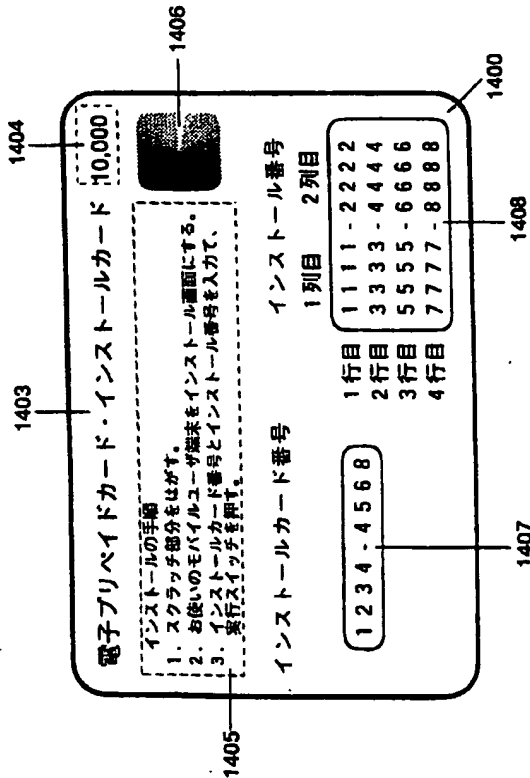 1404
1406
1403
電子プリペイドカード・インストールカード
10,000
インストールの手順
1. スクラッチ部分をはがす。
2. お使いのモバイルユーザ端末をインストール画面にする。
3. インストールカード番号とインストール番号を入力て、
実行スイッチを押す。
1405
インストールカード番号
インストール番号
1列目 2列目
1行目 1111-2222
2行目 3333-4444
3行目 5555-6666
4行目 7777-8888
1234-4568
1407
1408
1400